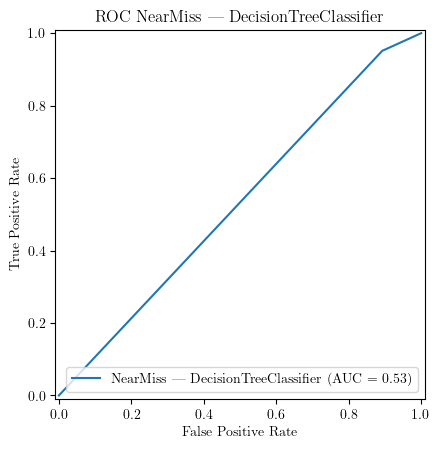 ROC NearMiss — DecisionTreeClassifier
1.0
0.8
0.6
0.4
0.2
0.0
True Positive Rate
NearMiss — DecisionTreeClassifier (AUC = 0.53)
0.0 0.2 0.4 0.6 0.8 1.0
False Positive Rate